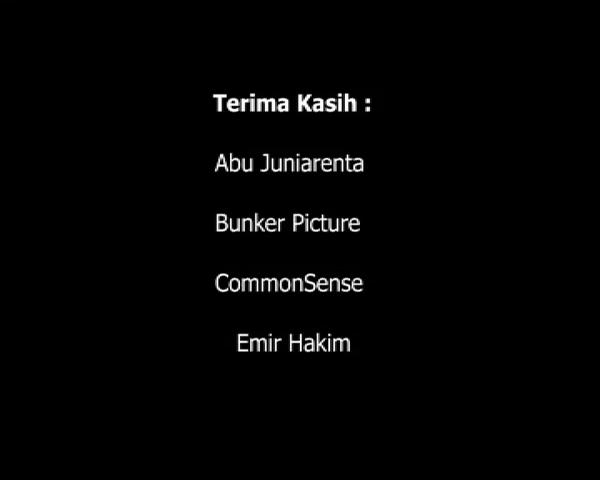 Terima Kasih :
Abu Juniarenta
Bunker Picture
CommonSense
Emir Hakim